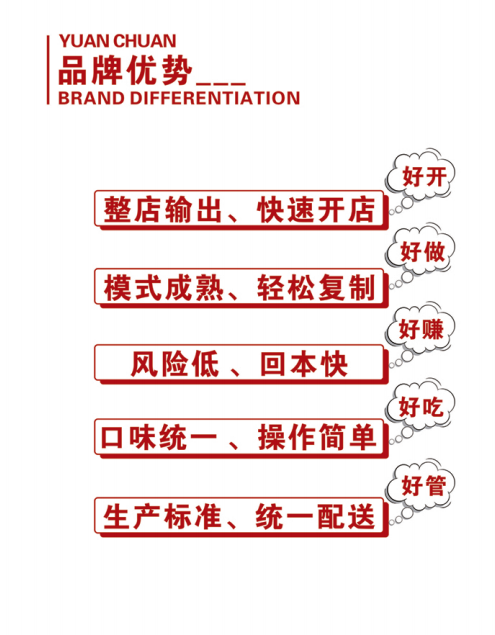 YUAN CHUAN
品牌优势___
BRAND DIFFERENTIATION
好开
整店输出、快速开店
好做
模式成熟、轻松复制
好赚
风险低、回本快
好吃
口味统一、操作简单
好管
生产标准、统一配送